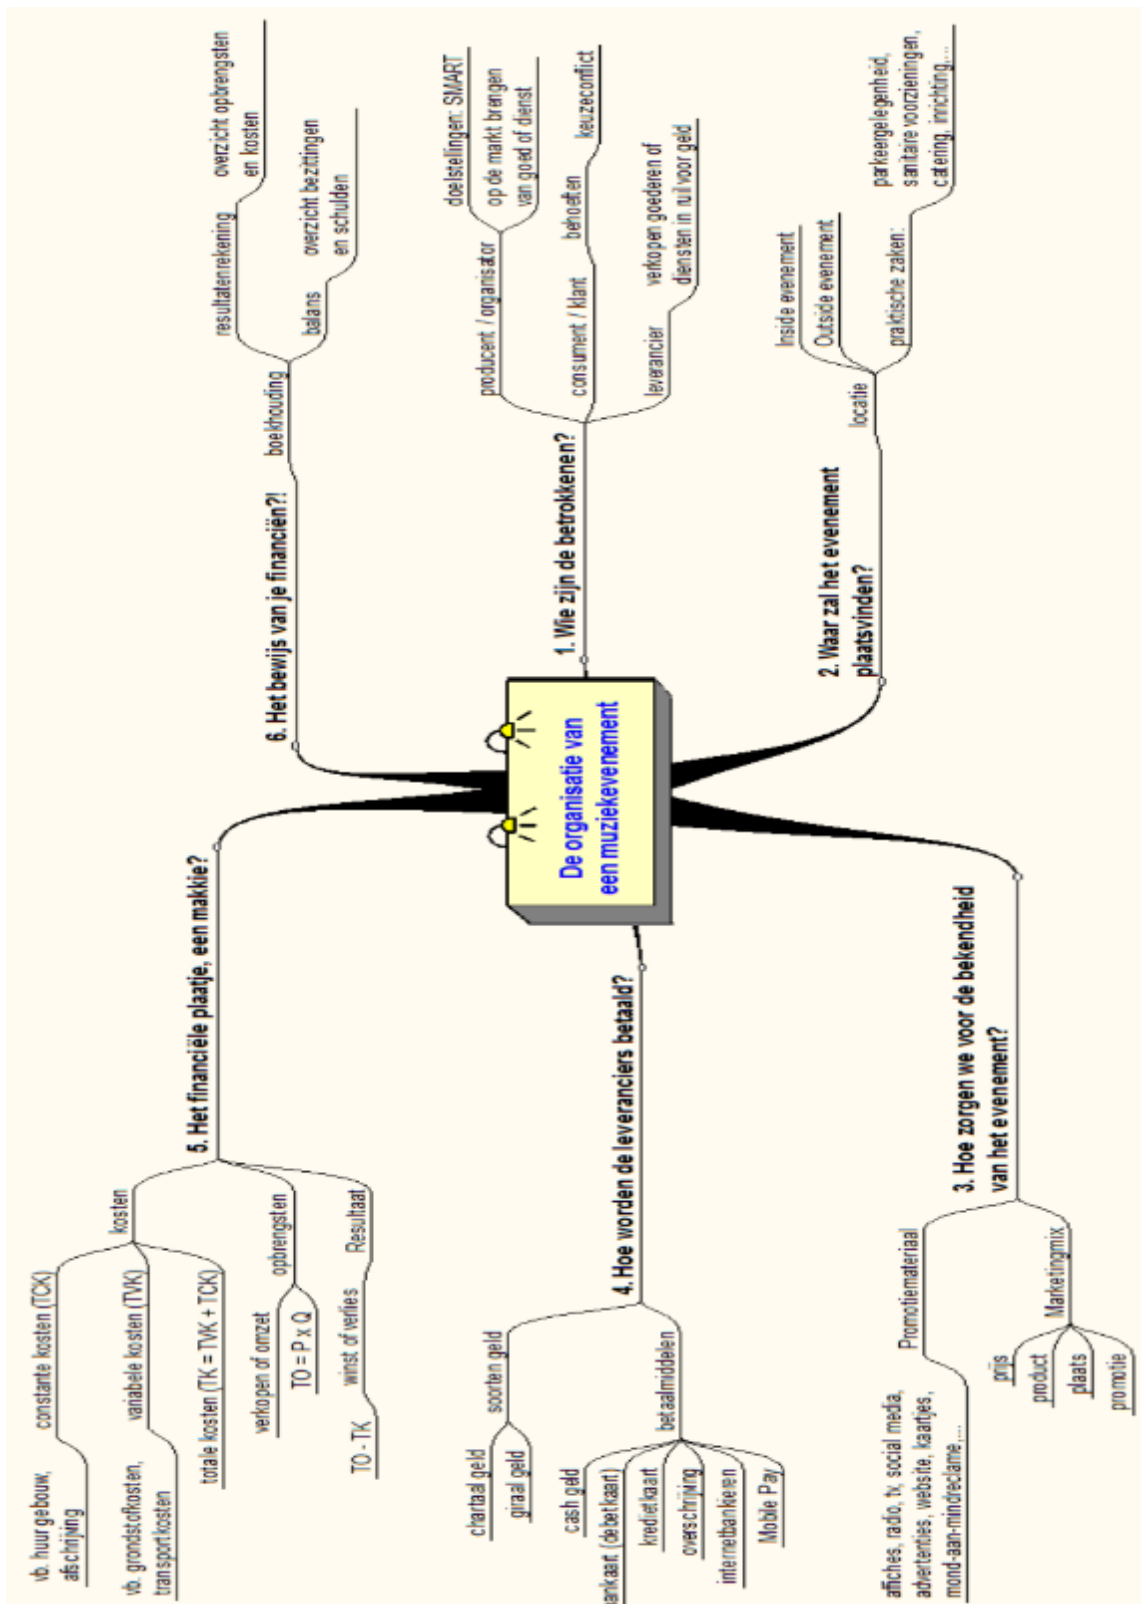 De organisatie van
een muziekevenement
1. Wie zijn de betrokkenen?
producent / organisator
doelstellingen: SMART
op de markt brengen
van goed of dienst
consument / klant
behoeften
keuzeconflict
leverancier
verkopen goederen of
diensten in ruil voor geld
2. Waar zal het evenement
plaatsvinden?
locatie
Inside evenement
Outside evenement
praktische zaken:
parkeergelegenheid,
sanitaire voorzieningen,
catering, inrichting,...
3. Hoe zorgen we voor de bekendheid
van het evenement?
Promotiemateriaal
affiches, radio, tv, social media,
advertenties, website, kaartjes,
mond-aan-mindreclame,...
Marketingmix
prijs
product
plaats
promotie
4. Hoe worden de leveranciers betaald?
soorten geld
chartaal geld
giraal geld
betaalmiddelen
cash geld
ankaart (debetkaart)
kredietkaart
overschrijving
internetbankieren
Mobile Pay
5. Het financiële plaatje, een makkie?
kosten
constante kosten (TCK)
vb. huur gebouw,
afschrijving
variabele kosten (TVK)
vb. grondstofkosten,
transportkosten
totale kosten (TK = TVK + TCK)
opbrengsten
verkopen of omzet
TO = P x Q
Resultaat
winst of verlies
TO - TK
6. Het bewijs van je financiën?!
boekhouding
resultatenrekening
overzicht opbrengsten
en kosten
balans
overzicht bezittingen
en schulden